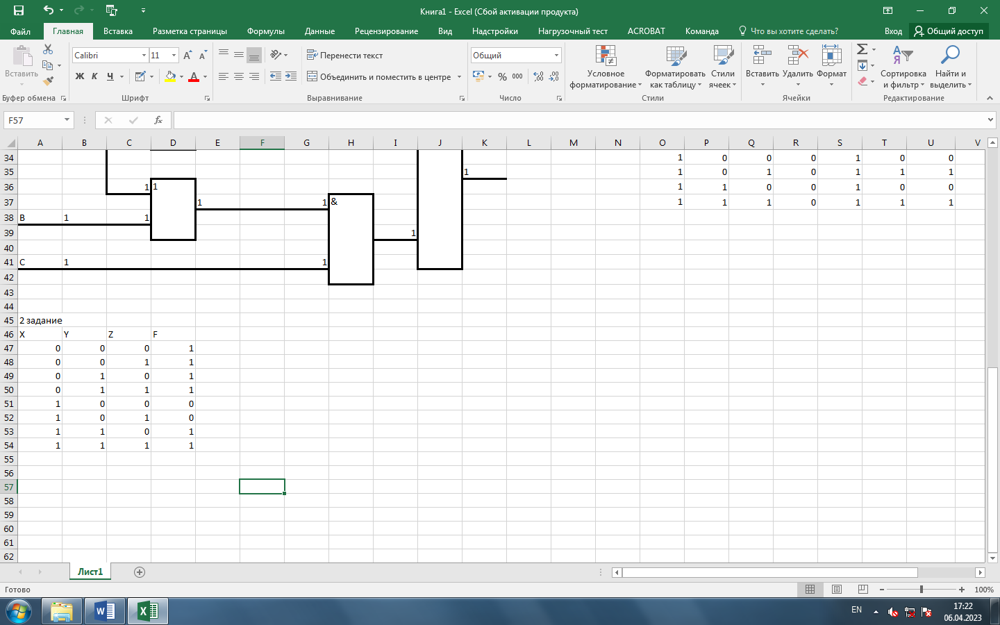 Книга1 - Excel (Сбой активации продукта)
Файл Главная Вставка Разметка страницы Формулы Данные Рецензирование Вид Надстройки Нагрузочный тест ACROBAT Команда Что вы хотите сделать? Вход Общий доступ
Вставить
Calibri 11
Ж К Ч А
Перенести текст
Объединить и поместить в центре
Общий
% 000
Условное форматирование
Форматировать как таблицу
Стили ячеек
Вставить Удалить Формат
Сортировка и фильтр
Найти и выделить
Буфер обмена Шрифт Выравнивание Число Стили Ячейки Редактирование
F57 fx
A B C D E F G H I J K L M N O P Q R S T U V
34 1 0 0 0 1 0 0
35 1 1 0 1 0 1 1 1
36 1 1 1 1 0 0 1 0 0
37 1 1 & 1 1 1 0 1 1 1
38 B 1 1
39 1
40
41 C 1 1
42
43
44
45 2 задание
46 X Y Z F
47 0 0 0 1
48 0 0 1 1
49 0 1 0 1
50 0 1 1 1
51 1 0 0 0
52 1 0 1 0
53 1 1 0 1
54 1 1 1 1
55
56
57
58
59
60
61
62
Лист1
Готово 100%
EN 17:22
06.04.2023